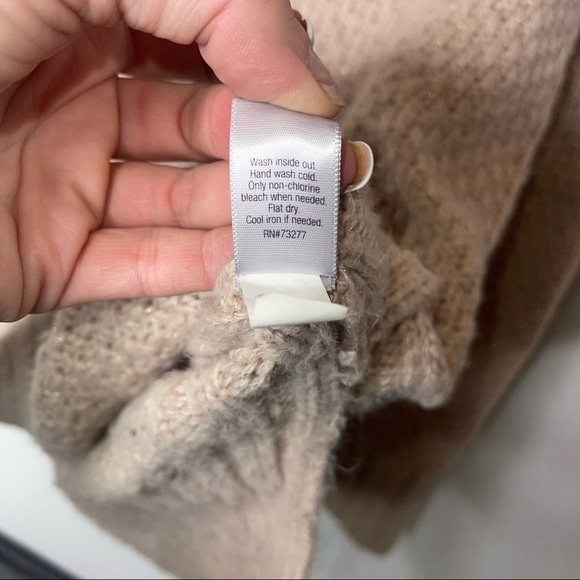 Wash inside out.
Hand wash cold.
Only non-chlorine
bleach when needed.
Flat dry.
Cool iron if needed.
RN#73277